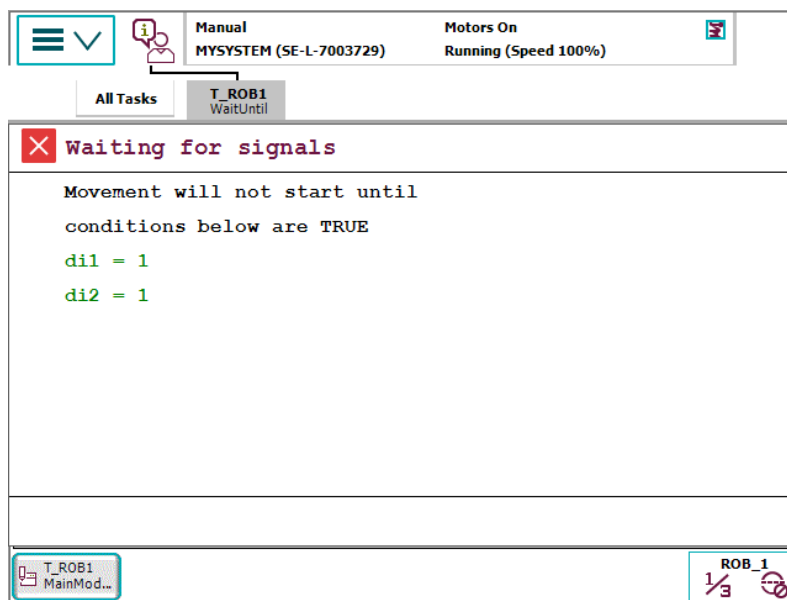 Manual
MYSYSTEM (SE-L-7003729)
Motors On
Running (Speed 100%)
All Tasks
T_ROB1
WaitUntil
Waiting for signals
Movement will not start until
conditions below are TRUE
di1 = 1
di2 = 1
T_ROB1
MainMod...
ROB_1
1/3